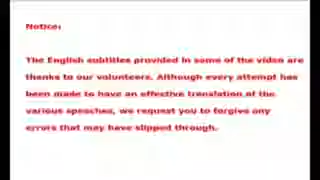 Notice:
The English subtitles provided in some of the video are
thanks to our volunteers. Although every attempt has
been made to have an effective translation of the
various speeches, we request you to forgive any
errors that may have slipped through.